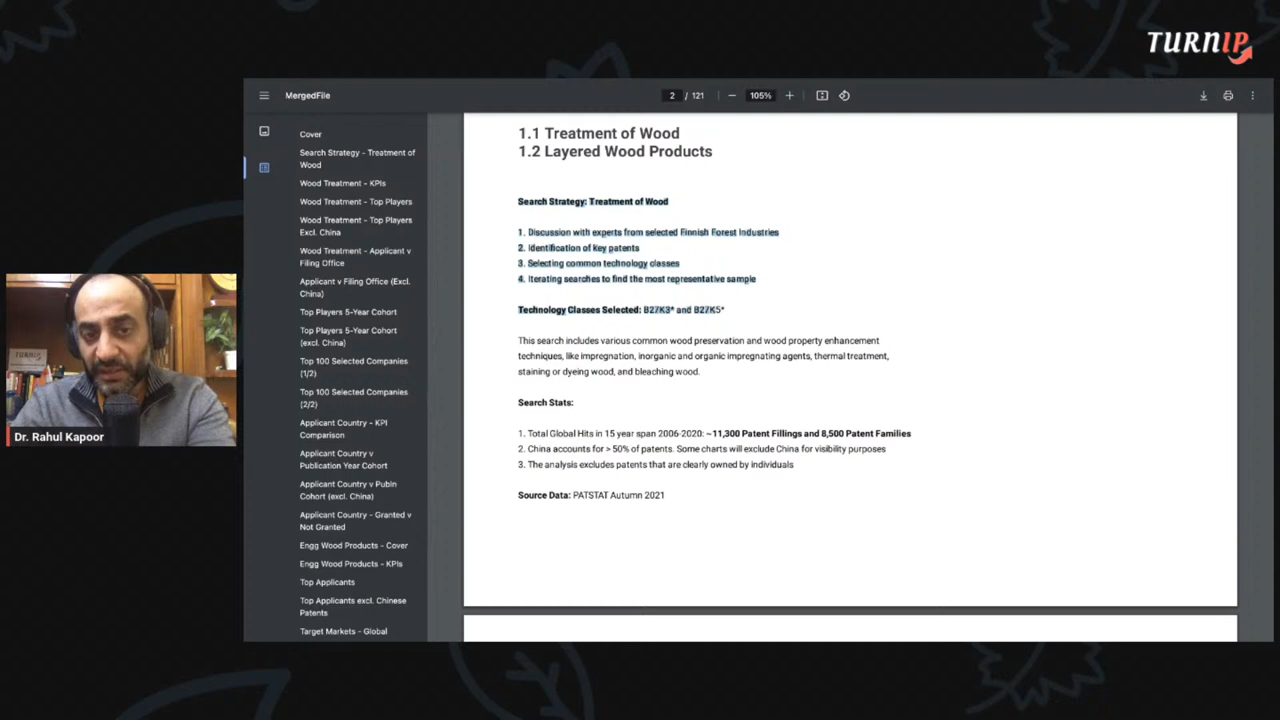 TURNIP
MergedFile
2 / 121
105%
Cover
Search Strategy - Treatment of
Wood
Wood Treatment - KPIs
Wood Treatment - Top Players
Wood Treatment - Top Players
Excl. China
Wood Treatment - Applicant v
Filing Office
Applicant v Filing Office (Excl.
China)
Top Players 5-Year Cohort
Top Players 5-Year Cohort
(excl. China)
Top 100 Selected Companies
(1/2)
Top 100 Selected Companies
(2/2)
Applicant Country - KPI
Comparison
Applicant Country v
Publication Year Cohort
Applicant Country v Publn
Cohort (excl. China)
Applicant Country - Granted v
Not Granted
Engg Wood Products - Cover
Engg Wood Products - KPIs
Top Applicants
Top Applicants excl. Chinese
Patents
Target Markets - Global
1.1 Treatment of Wood
1.2 Layered Wood Products
Search Strategy: Treatment of Wood
1. Discussion with experts from selected Finnish Forest Industries
2. Identification of key patents
3. Selecting common technology classes
4. Iterating searches to find the most representative sample
Technology Classes Selected: B27K3* and B27K5*
This search includes various common wood preservation and wood property enhancement
techniques, like impregnation, inorganic and organic impregnating agents, thermal treatment,
staining or dyeing wood, and bleaching wood.
Search Stats:
1. Total Global Hits in 15 year span 2006-2020: ~11,300 Patent Fillings and 8,500 Patent Families
2. China accounts for > 50% of patents. Some charts will exclude China for visibility purposes
3. The analysis excludes patents that are clearly owned by individuals
Source Data: PATSTAT Autumn 2021
TURNIP
Dr. Rahul Kapoor